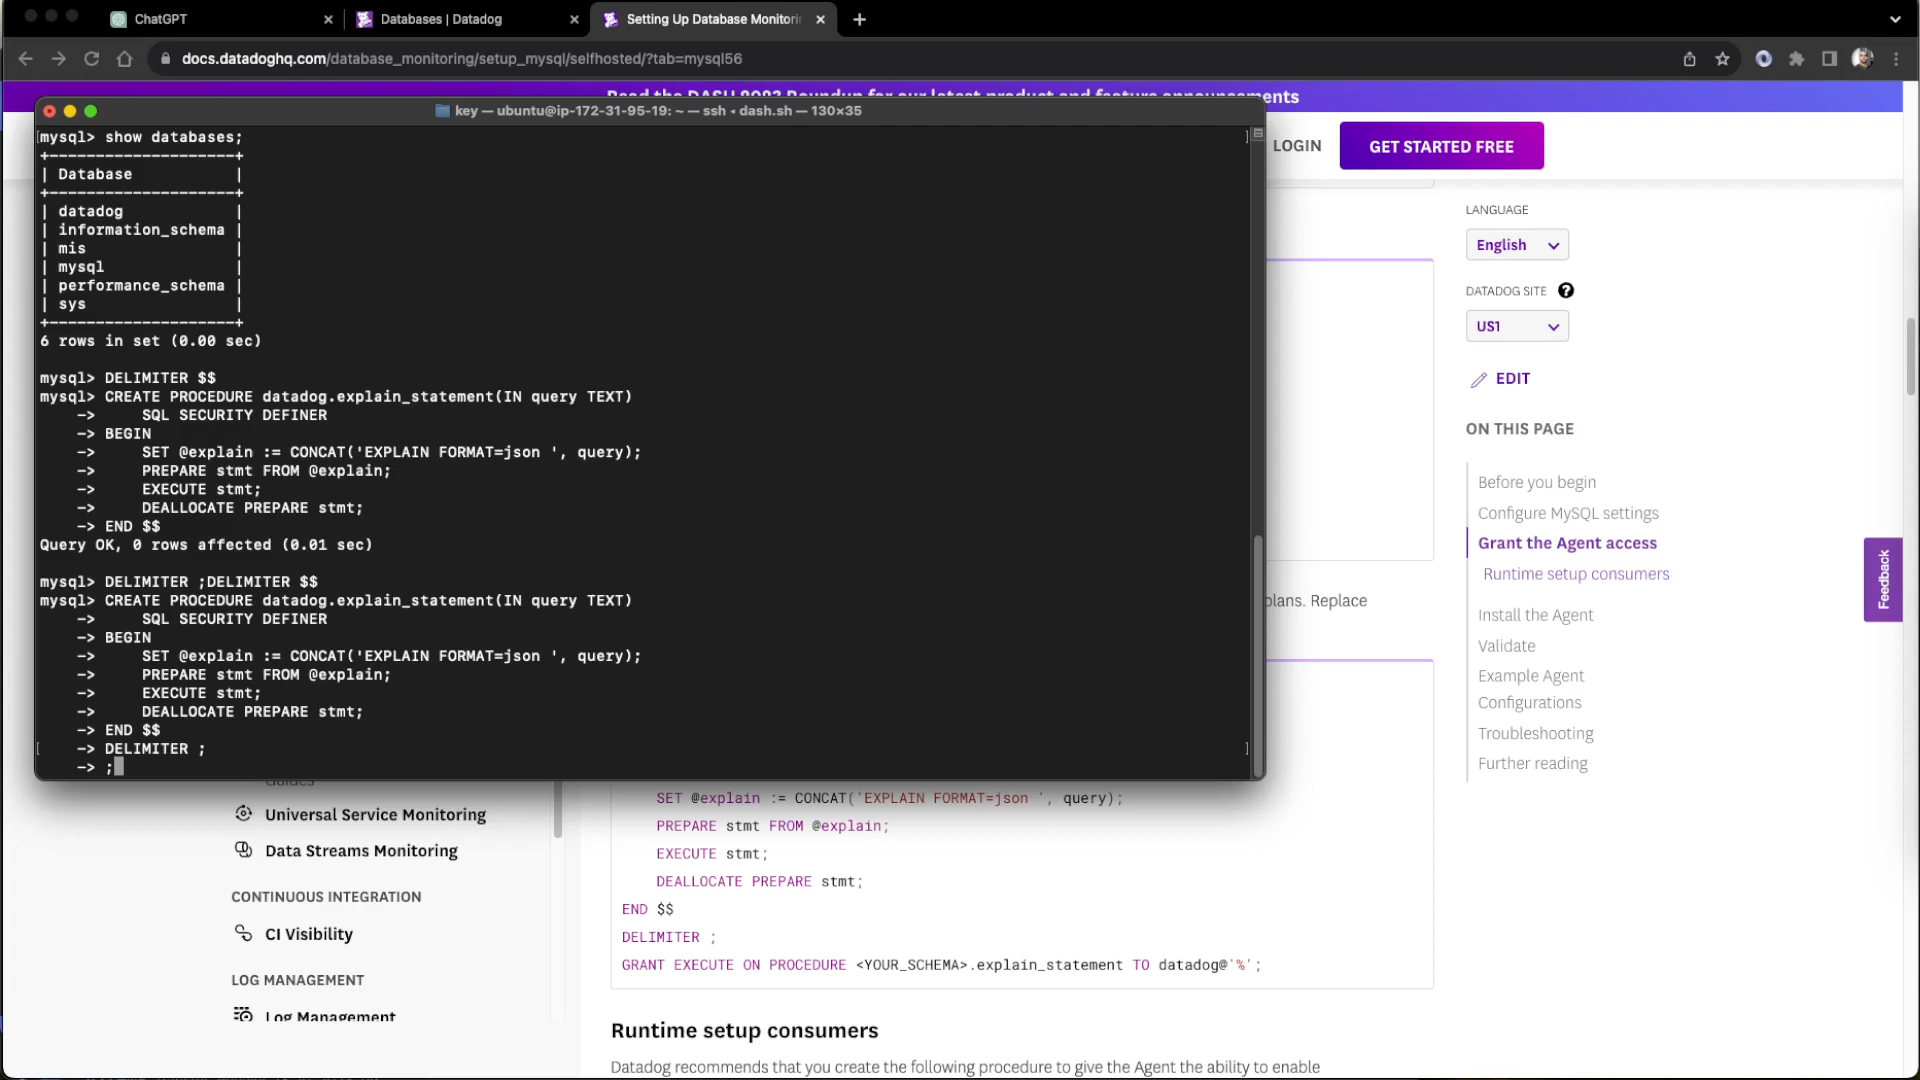 ChatGPT
Databases | Datadog
Setting Up Database Monitorin
docs.datadoghq.com/database_monitoring/setup_mysql/selfhosted/?tab=mysql56
key — ubuntu@ip-172-31-95-19: ~ — ssh ◂ dash.sh — 130×35
mysql> show databases;
+--------------------+
| Database           |
+--------------------+
| datadog            |
| information_schema |
| mis                |
| mysql              |
| performance_schema |
| sys                |
+--------------------+
6 rows in set (0.00 sec)
mysql> DELIMITER $$
mysql> CREATE PROCEDURE datadog.explain_statement(IN query TEXT)
    ->     SQL SECURITY DEFINER
    -> BEGIN
    ->     SET @explain := CONCAT('EXPLAIN FORMAT=json ', query);
    ->     PREPARE stmt FROM @explain;
    ->     EXECUTE stmt;
    ->     DEALLOCATE PREPARE stmt;
    -> END $$
Query OK, 0 rows affected (0.01 sec)
mysql> DELIMITER ;DELIMITER $$
mysql> CREATE PROCEDURE datadog.explain_statement(IN query TEXT)
    ->     SQL SECURITY DEFINER
    -> BEGIN
    ->     SET @explain := CONCAT('EXPLAIN FORMAT=json ', query);
    ->     PREPARE stmt FROM @explain;
    ->     EXECUTE stmt;
    ->     DEALLOCATE PREPARE stmt;
    -> END $$
    -> DELIMITER ;
    -> ;
latest product and feature announcements
LOGIN
GET STARTED FREE
LANGUAGE
English
DATADOG SITE ?
US1
EDIT
ON THIS PAGE
Before you begin
Configure MySQL settings
Grant the Agent access
Runtime setup consumers
Install the Agent
Validate
Example Agent
Configurations
Troubleshooting
Further reading
Feedback
plans. Replace
Guides
Universal Service Monitoring
Data Streams Monitoring
CONTINUOUS INTEGRATION
CI Visibility
LOG MANAGEMENT
Log Management
SET @explain := CONCAT('EXPLAIN FORMAT=json ', query);
PREPARE stmt FROM @explain;
EXECUTE stmt;
DEALLOCATE PREPARE stmt;
END $$
DELIMITER ;
GRANT EXECUTE ON PROCEDURE <YOUR_SCHEMA>.explain_statement TO datadog@'%';
Runtime setup consumers
Datadog recommends that you create the following procedure to give the Agent the ability to enable